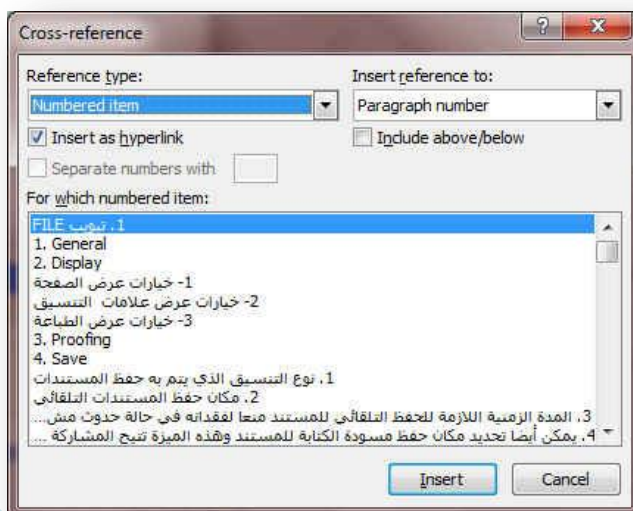 Cross-reference
Reference type:
Insert reference to:
Numbered item
Paragraph number
Insert as hyperlink
Include above/below
Separate numbers with
For which numbered item:
1. تبويب FILE
1. General
2. Display
1- خيارات عرض الصفحة
2- خيارات عرض علامات التنسيق
3- خيارات عرض الطباعة
3. Proofing
4. Save
1. نوع التنسيق الذي يتم به حفظ المستندات
2. مكان حفظ المستندات التلقائي
3. المدة الزمنية اللازمة للحفظ التلقائي للمستند منعا لفقدانه في حالة حدوث مش...
4. يمكن أيضا تحديد مكان حفظ مسودة الكتابة للمستند وهذه الميزة تتيح المشاركة ...
Insert
Cancel